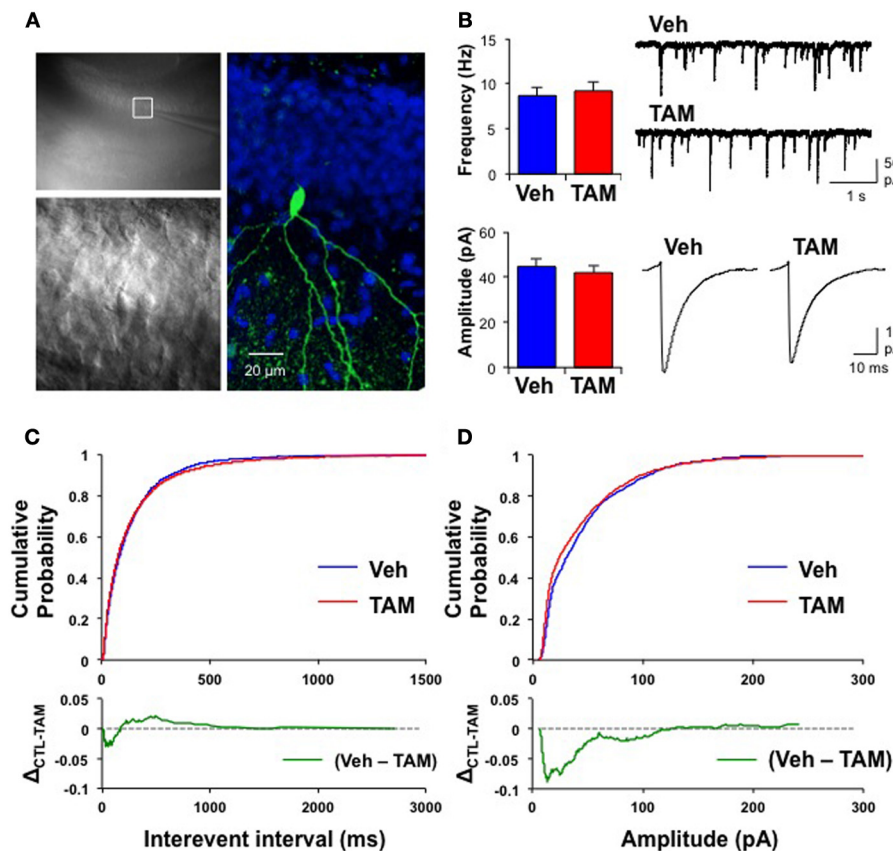 A
20 µm
B
Frequency (Hz)
15
10
5
0
Veh
TAM
Veh
TAM
1 s
Amplitude (pA)
60
40
20
0
Veh
TAM
Veh
TAM
10 ms
C
Cumulative
Probability
1
0.8
0.6
0.4
0.2
0
Veh
TAM
0
500
1000
1500
ΔCTL-TAM
0.05
0
-0.05
-0.1
(Veh – TAM)
0
1000
2000
3000
Interevent interval (ms)
D
Cumulative
Probability
1
0.8
0.6
0.4
0.2
0
Veh
TAM
0
100
200
300
ΔCTL-TAM
0.05
0
-0.05
-0.1
(Veh – TAM)
0
100
200
300
Amplitude (pA)